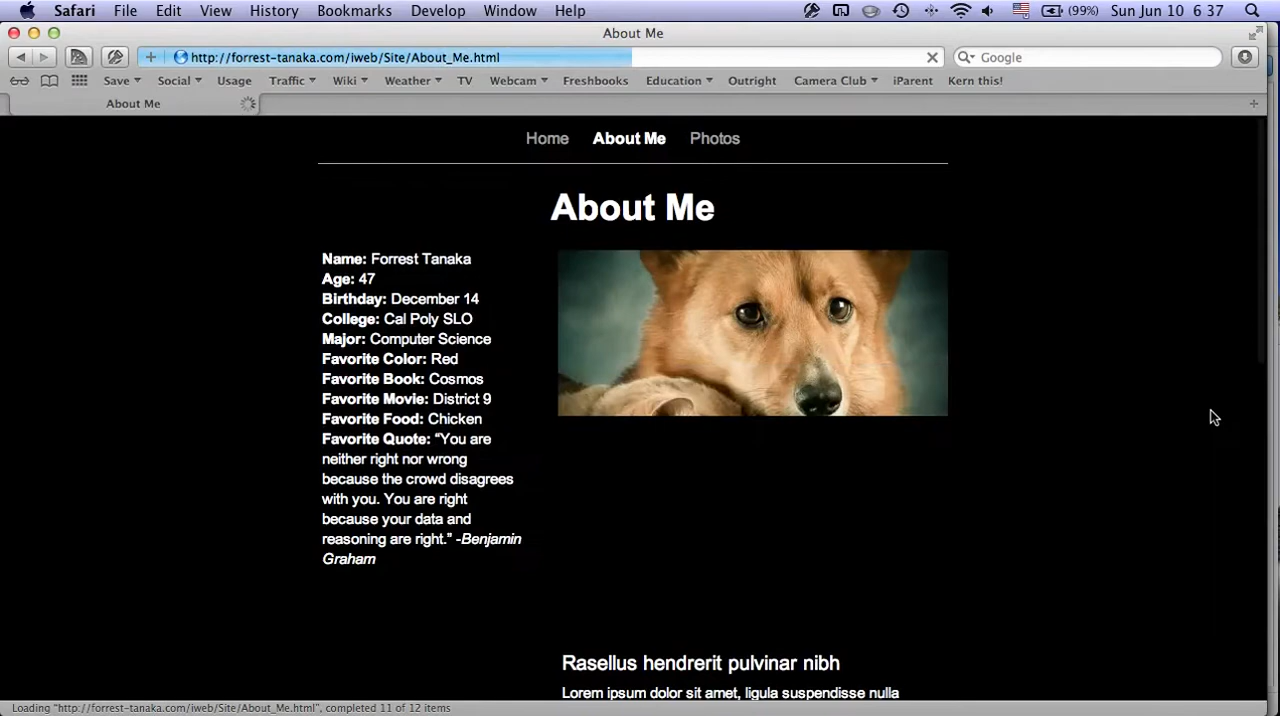 Safari File Edit View History Bookmarks Develop Window Help (99%) Sun Jun 10 6 37
About Me
http://forrest-tanaka.com/iweb/Site/About_Me.html Google
Save Social Usage Traffic Wiki Weather TV Webcam Freshbooks Education Outright Camera Club iParent Kern this!
About Me
Home About Me Photos
About Me
Name: Forrest Tanaka
Age: 47
Birthday: December 14
College: Cal Poly SLO
Major: Computer Science
Favorite Color: Red
Favorite Book: Cosmos
Favorite Movie: District 9
Favorite Food: Chicken
Favorite Quote: “You are
neither right nor wrong
because the crowd disagrees
with you. You are right
because your data and
reasoning are right.” -Benjamin
Graham
Rasellus hendrerit pulvinar nibh
Lorem ipsum dolor sit amet, ligula suspendisse nulla
Loading “http://forrest-tanaka.com/iweb/Site/About_Me.html”, completed 11 of 12 items